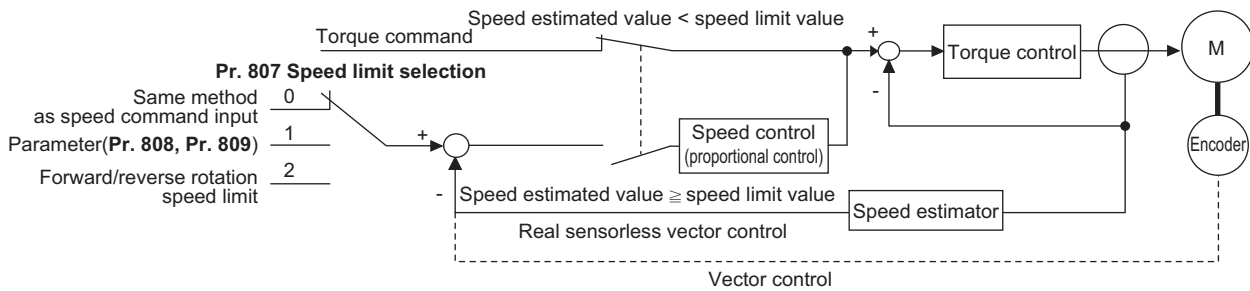 Speed estimated value < speed limit value
Torque command
+
-
Torque control
M
Encoder
Pr. 807 Speed limit selection
Same method
as speed command input
0
Parameter(Pr. 808, Pr. 809)
1
Forward/reverse rotation
speed limit
2
+
-
Speed control
(proportional control)
Speed estimated value ≧ speed limit value
Speed estimator
Real sensorless vector control
Vector control